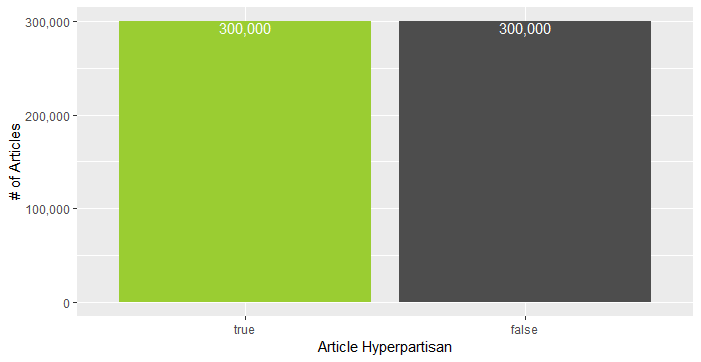 300,000
300,000 300,000
200,000
100,000
0
true false
Article Hyperpartisan
# of Articles